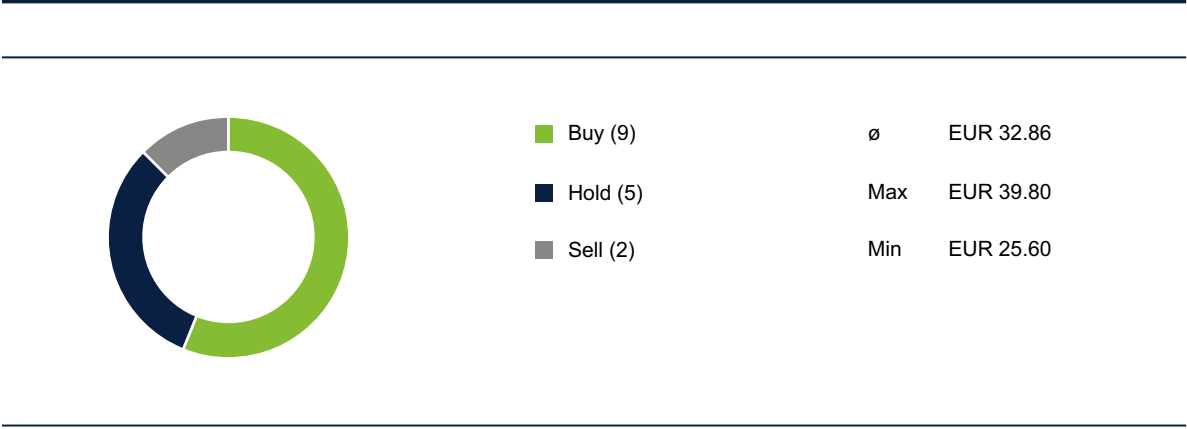 Buy (9) ø EUR 32.86
Hold (5) Max EUR 39.80
Sell (2) Min EUR 25.60